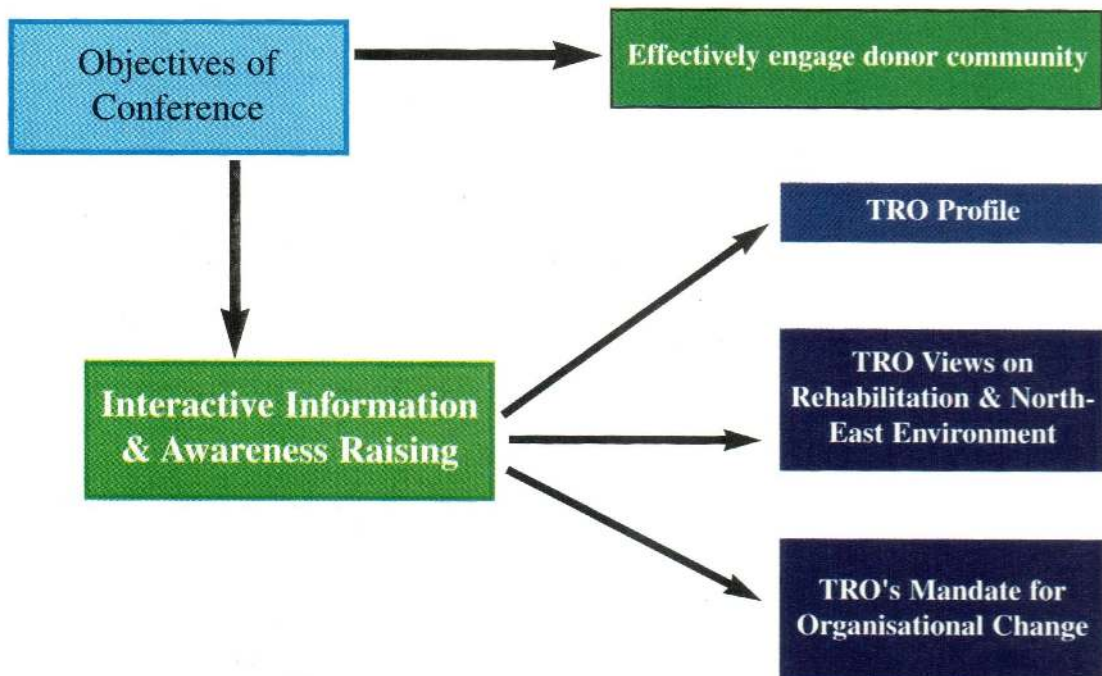 Objectives of
Conference
Effectively engage donor community
TRO Profile
Interactive Information
& Awareness Raising
TRO Views on
Rehabilitation & North-
East Environment
TRO's Mandate for
Organisational Change